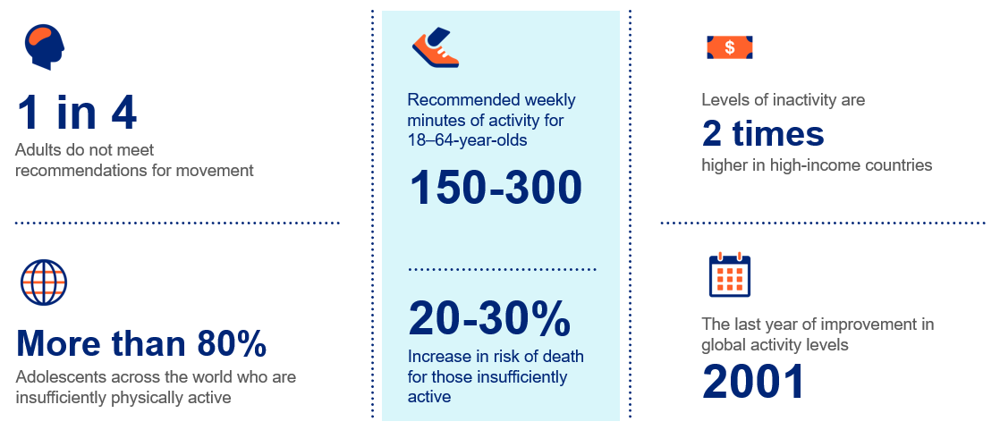 1 in 4
Adults do not meet
recommendations for movement
More than 80%
Adolescents across the world who are
insufficiently physically active
Recommended weekly
minutes of activity for
18–64-year-olds
150-300
20-30%
Increase in risk of death
for those insufficiently
active
$
Levels of inactivity are
2 times
higher in high-income countries
The last year of improvement in
global activity levels
2001